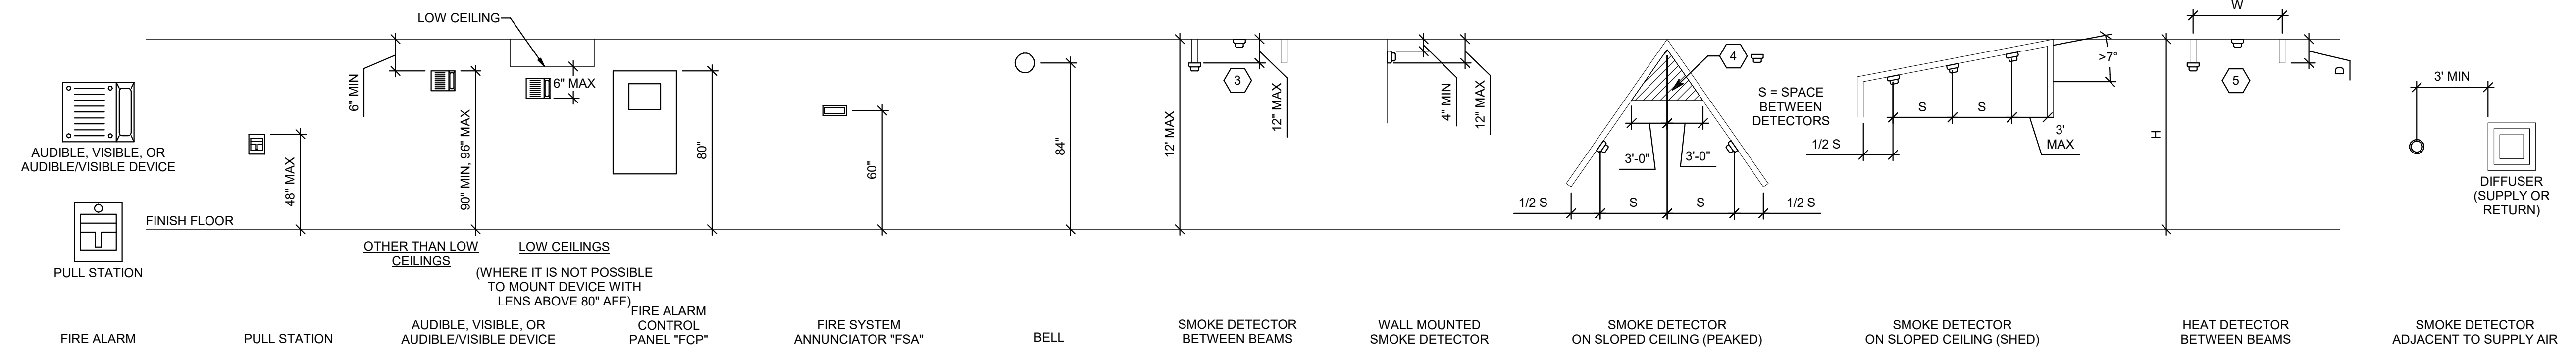 AUDIBLE, VISIBLE, OR
AUDIBLE/VISIBLE DEVICE
PULL STATION
FIRE ALARM
FINISH FLOOR
48" MAX
PULL STATION
LOW CEILING
6" MIN
90" MIN, 96" MAX
6" MAX
OTHER THAN LOW
CEILINGS
LOW CEILINGS
(WHERE IT IS NOT POSSIBLE
TO MOUNT DEVICE WITH
LENS ABOVE 80" AFF)
AUDIBLE, VISIBLE, OR
AUDIBLE/VISIBLE DEVICE
80"
FIRE ALARM
CONTROL
PANEL "FCP"
60"
FIRE SYSTEM
ANNUNCIATOR "FSA"
84"
BELL
12' MAX
3
12" MAX
SMOKE DETECTOR
BETWEEN BEAMS
4" MIN
12" MAX
WALL MOUNTED
SMOKE DETECTOR
4
3'-0"
3'-0"
1/2 S
S
S
1/2 S
SMOKE DETECTOR
ON SLOPED CEILING (PEAKED)
S = SPACE
BETWEEN
DETECTORS
>7°
S
S
3'
MAX
1/2 S
SMOKE DETECTOR
ON SLOPED CEILING (SHED)
W
5
D
H
HEAT DETECTOR
BETWEEN BEAMS
3' MIN
DIFFUSER
(SUPPLY OR
RETURN)
SMOKE DETECTOR
ADJACENT TO SUPPLY AIR